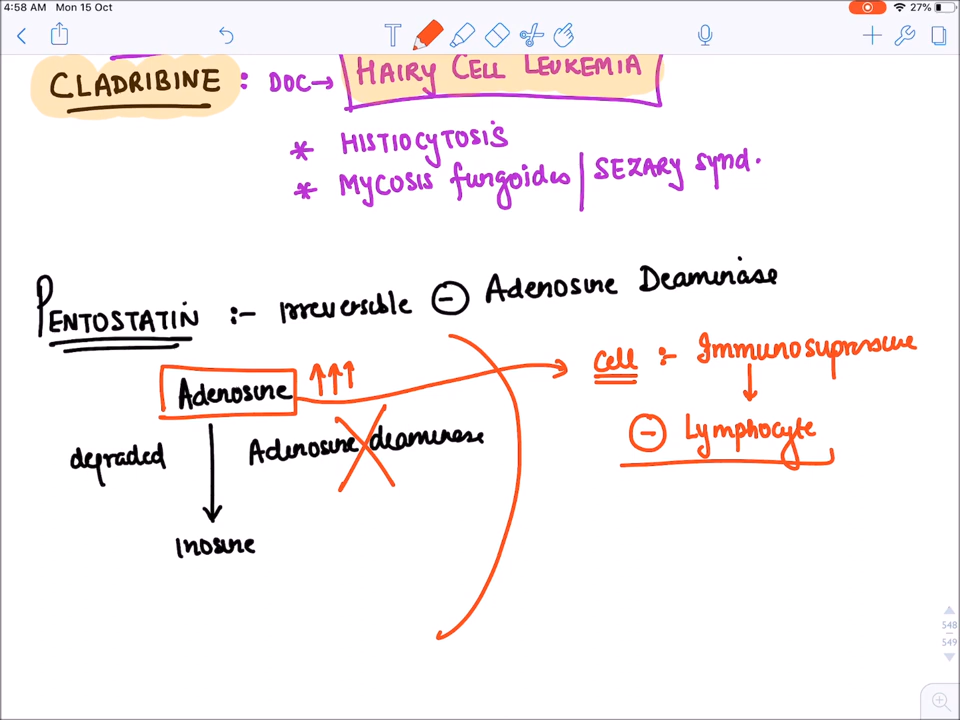 4:58 AM Mon 15 Oct 27%
T
CLADRIBINE : DOC→ HAIRY CELL LEUKEMIA
* HISTIOCYTOSIS
* MYCOSIS fungoides | SEZARY synd.
PENTOSTATIN :- Irreversible ⊖ Adenosine Deaminase
Adenosine ↑↑↑
cell :- Immunosupressive
↓
⊖ Lymphocyte
degraded Adenosine deaminase
Inosine
548
549